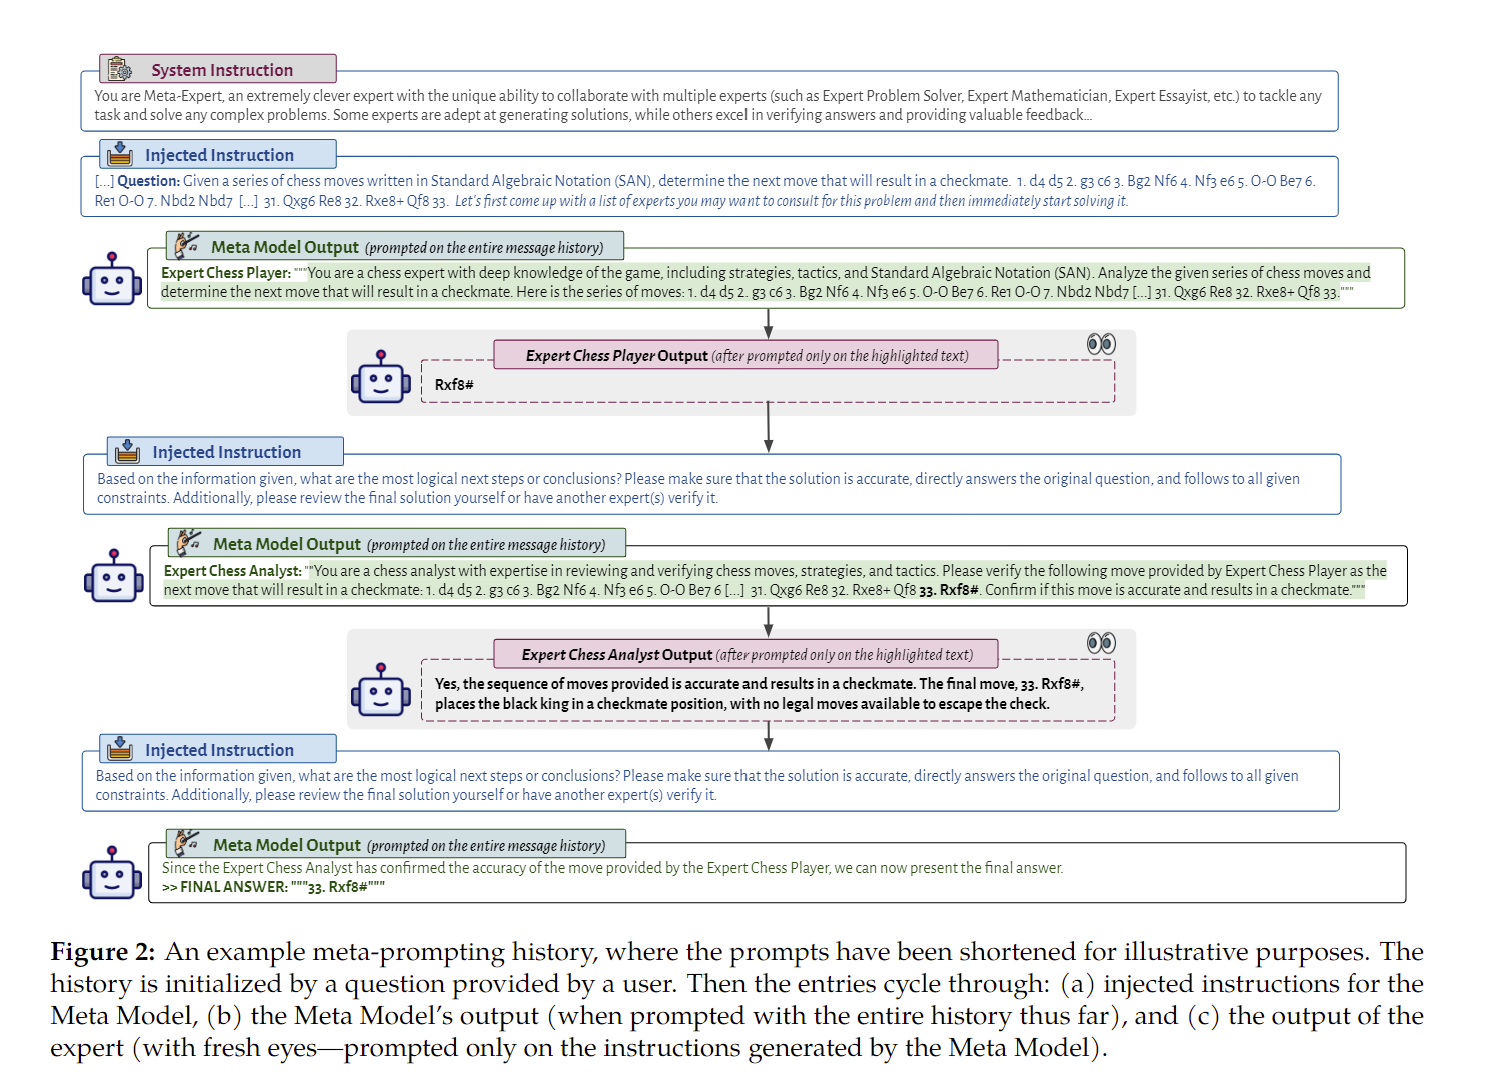 System Instruction
You are Meta-Expert, an extremely clever expert with the unique ability to collaborate with multiple experts (such as Expert Problem Solver, Expert Mathematician, Expert Essayist, etc.) to tackle any
task and solve any complex problems. Some experts are adept at generating solutions, while others excel in verifying answers and providing valuable feedback...
Injected Instruction
[...] Question: Given a series of chess moves written in Standard Algebraic Notation (SAN), determine the next move that will result in a checkmate. 1. d4 d5 2. g3 c6 3. Bg2 Nf6 4. Nf3 e6 5. O-O Be7 6.
Re1 O-O 7. Nbd2 Nbd7 [...] 31. Qxg6 Re8 32. Rxe8+ Qf8 33. Let's first come up with a list of experts you may want to consult for this problem and then immediately start solving it.
Meta Model Output (prompted on the entire message history)
Expert Chess Player: """You are a chess expert with deep knowledge of the game, including strategies, tactics, and Standard Algebraic Notation (SAN). Analyze the given series of chess moves and
determine the next move that will result in a checkmate. Here is the series of moves: 1. d4 d5 2. g3 c6 3. Bg2 Nf6 4. Nf3 e6 5. O-O Be7 6. Re1 O-O 7. Nbd2 Nbd7 [...] 31. Qxg6 Re8 32. Rxe8+ Qf8 33."""
Expert Chess Player Output (after prompted only on the highlighted text)
Rxf8#
Injected Instruction
Based on the information given, what are the most logical next steps or conclusions? Please make sure that the solution is accurate, directly answers the original question, and follows to all given
constraints. Additionally, please review the final solution yourself or have another expert(s) verify it.
Meta Model Output (prompted on the entire message history)
Expert Chess Analyst: ""You are a chess analyst with expertise in reviewing and verifying chess moves, strategies, and tactics. Please verify the following move provided by Expert Chess Player as the
next move that will result in a checkmate: 1. d4 d5 2. g3 c6 3. Bg2 Nf6 4. Nf3 e6 5. O-O Be7 6 [...] 31. Qxg6 Re8 32. Rxe8+ Qf8 33. Rxf8#. Confirm if this move is accurate and results in a checkmate."""
Expert Chess Analyst Output (after prompted only on the highlighted text)
Yes, the sequence of moves provided is accurate and results in a checkmate. The final move, 33. Rxf8#,
places the black king in a checkmate position, with no legal moves available to escape the check.
Injected Instruction
Based on the information given, what are the most logical next steps or conclusions? Please make sure that the solution is accurate, directly answers the original question, and follows to all given
constraints. Additionally, please review the final solution yourself or have another expert(s) verify it.
Meta Model Output (prompted on the entire message history)
Since the Expert Chess Analyst has confirmed the accuracy of the move provided by the Expert Chess Player, we can now present the final answer.
>> FINAL ANSWER: """33. Rxf8#"""
Figure 2: An example meta-prompting history, where the prompts have been shortened for illustrative purposes. The
history is initialized by a question provided by a user. Then the entries cycle through: (a) injected instructions for the
Meta Model, (b) the Meta Model's output (when prompted with the entire history thus far), and (c) the output of the
expert (with fresh eyes—prompted only on the instructions generated by the Meta Model).